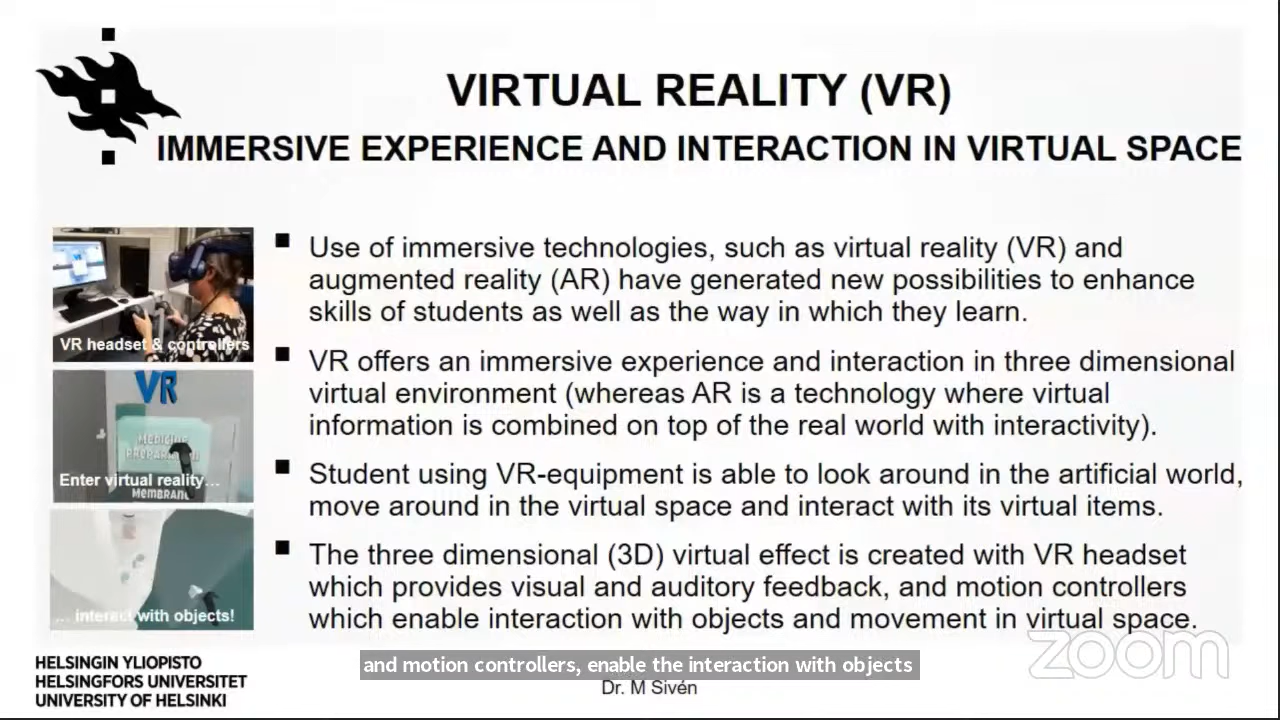 VIRTUAL REALITY (VR)
IMMERSIVE EXPERIENCE AND INTERACTION IN VIRTUAL SPACE
VR headset & controllers
VR
MEDICINE
PREPARATION
Enter virtual reality…
MEMBRANE
... interact with objects!
■ Use of immersive technologies, such as virtual reality (VR) and
augmented reality (AR) have generated new possibilities to enhance
skills of students as well as the way in which they learn.
■ VR offers an immersive experience and interaction in three dimensional
virtual environment (whereas AR is a technology where virtual
information is combined on top of the real world with interactivity).
■ Student using VR-equipment is able to look around in the artificial world,
move around in the virtual space and interact with its virtual items.
■ The three dimensional (3D) virtual effect is created with VR headset
which provides visual and auditory feedback, and motion controllers
which enable interaction with objects and movement in virtual space.
zoom
HELSINGIN YLIOPISTO
HELSINGFORS UNIVERSITET
UNIVERSITY OF HELSINKI
and motion controllers, enable the interaction with objects
Dr. M Sivén